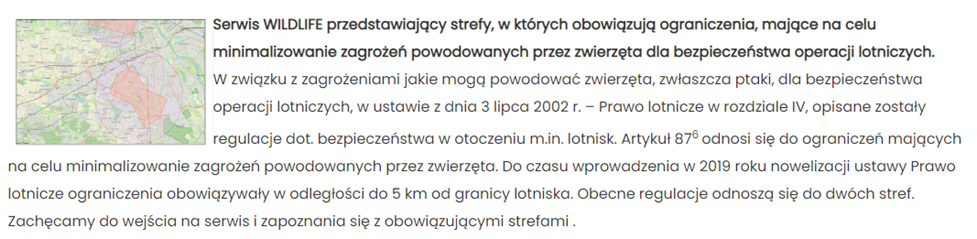 Serwis WILDLIFE przedstawiający strefy, w których obowiązują ograniczenia, mające na celu
minimalizowanie zagrożeń powodowanych przez zwierzęta dla bezpieczeństwa operacji lotniczych.
W związku z zagrożeniami jakie mogą powodować zwierzęta, zwłaszcza ptaki, dla bezpieczeństwa
operacji lotniczych, w ustawie z dnia 3 lipca 2002 r. – Prawo lotnicze w rozdziale IV, opisane zostały
regulacje dot. bezpieczeństwa w otoczeniu m.in. lotnisk. Artykuł 87⁶ odnosi się do ograniczeń mających
na celu minimalizowanie zagrożeń powodowanych przez zwierzęta. Do czasu wprowadzenia w 2019 roku nowelizacji ustawy Prawo
lotnicze ograniczenia obowiązywały w odległości do 5 km od granicy lotniska. Obecne regulacje odnoszą się do dwóch stref.
Zachęcamy do wejścia na serwis i zapoznania się z obowiązującymi strefami .